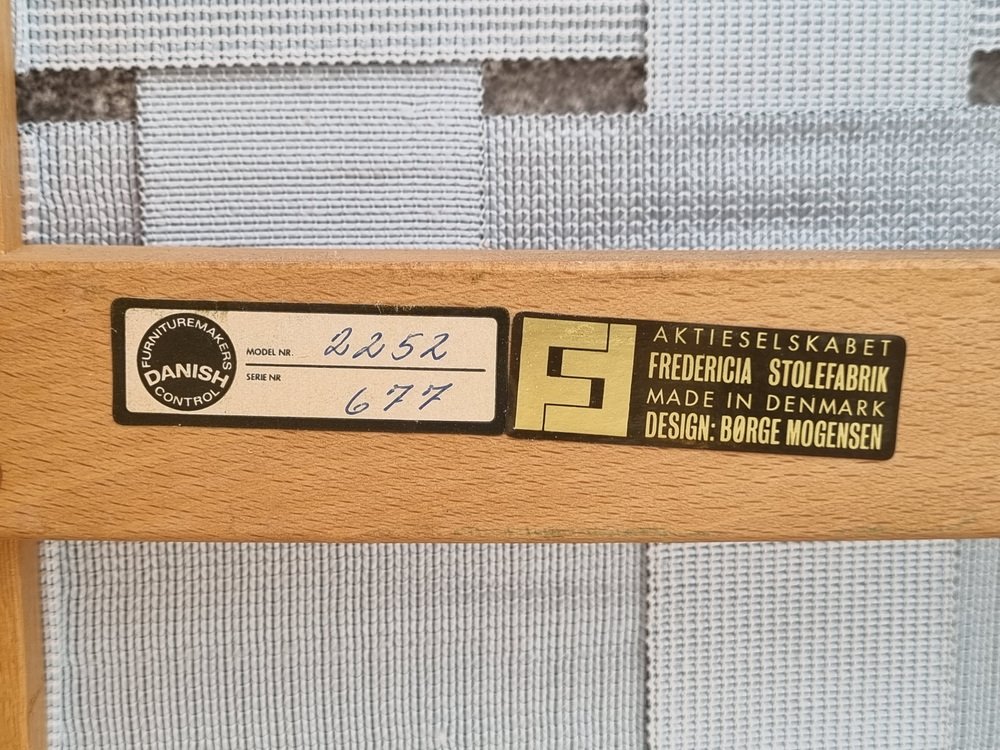 FURNITUREMAKERS
DANISH
CONTROL
MODEL NR. 2252
SERIE NR 677
AKTIESELSKABET
FREDERICIA STOLEFABRIK
MADE IN DENMARK
DESIGN: BØRGE MOGENSEN